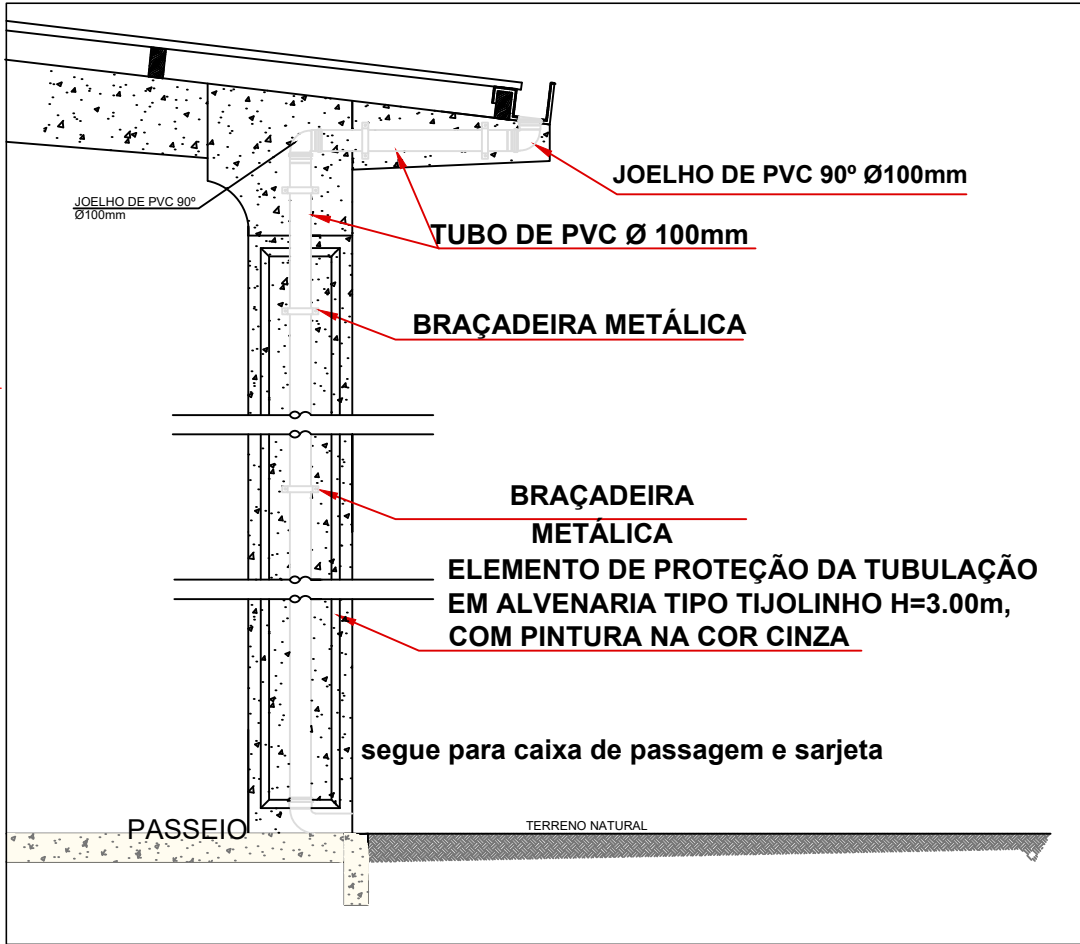 JOELHO DE PVC 90º Ø100mm
JOELHO DE PVC 90º
Ø100mm
TUBO DE PVC Ø 100mm
BRAÇADEIRA METÁLICA
BRAÇADEIRA
METÁLICA
ELEMENTO DE PROTEÇÃO DA TUBULAÇÃO
EM ALVENARIA TIPO TIJOLINHO H=3.00m,
COM PINTURA NA COR CINZA
segue para caixa de passagem e sarjeta
PASSEIO
TERRENO NATURAL